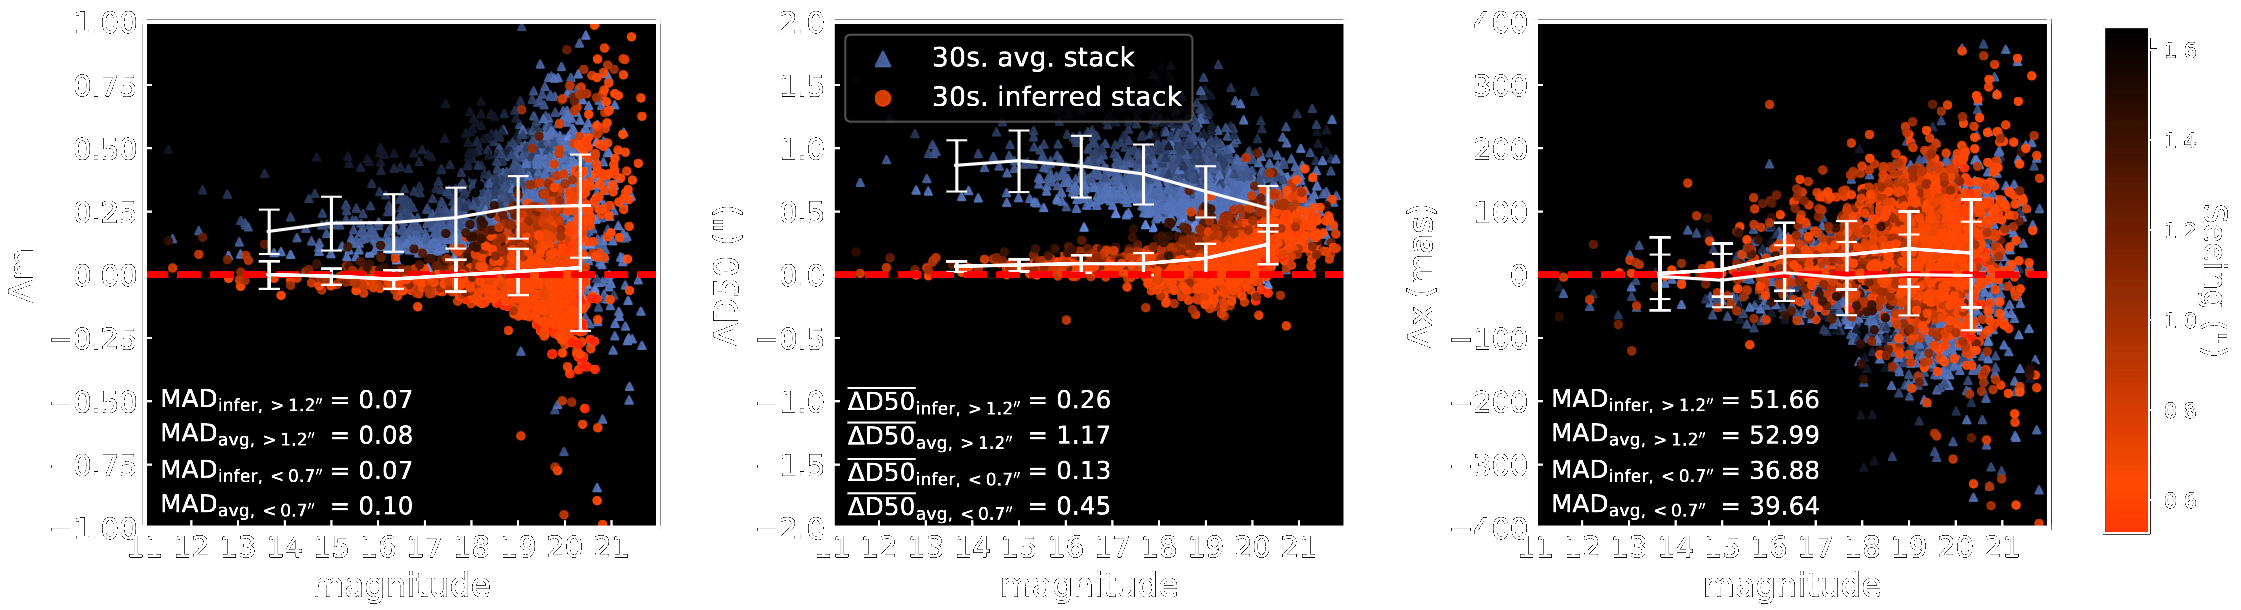 1.00
0.75
0.50
0.25
0.00
−0.25
−0.50
−0.75
−1.00
Δm
11 12 13 14 15 16 17 18 19 20 21
magnitude
MADinfer, >1.2″ = 0.07
MADavg, >1.2″ = 0.08
MADinfer, <0.7″ = 0.07
MADavg, <0.7″ = 0.10
2.0
1.5
1.0
0.5
0.0
−0.5
−1.0
−1.5
−2.0
ΔD50 (")
11 12 13 14 15 16 17 18 19 20 21
magnitude
30s. avg. stack
30s. inferred stack
ΔD50infer, >1.2″ = 0.26
ΔD50avg, >1.2″ = 1.17
ΔD50infer, <0.7″ = 0.13
ΔD50avg, <0.7″ = 0.45
400
300
200
100
0
−100
−200
−300
−400
Δx (mas)
11 12 13 14 15 16 17 18 19 20 21
magnitude
MADinfer, >1.2″ = 51.66
MADavg, >1.2″ = 52.99
MADinfer, <0.7″ = 36.88
MADavg, <0.7″ = 39.64
1.6
1.4
1.2
1.0
0.8
0.6
Seeing (")